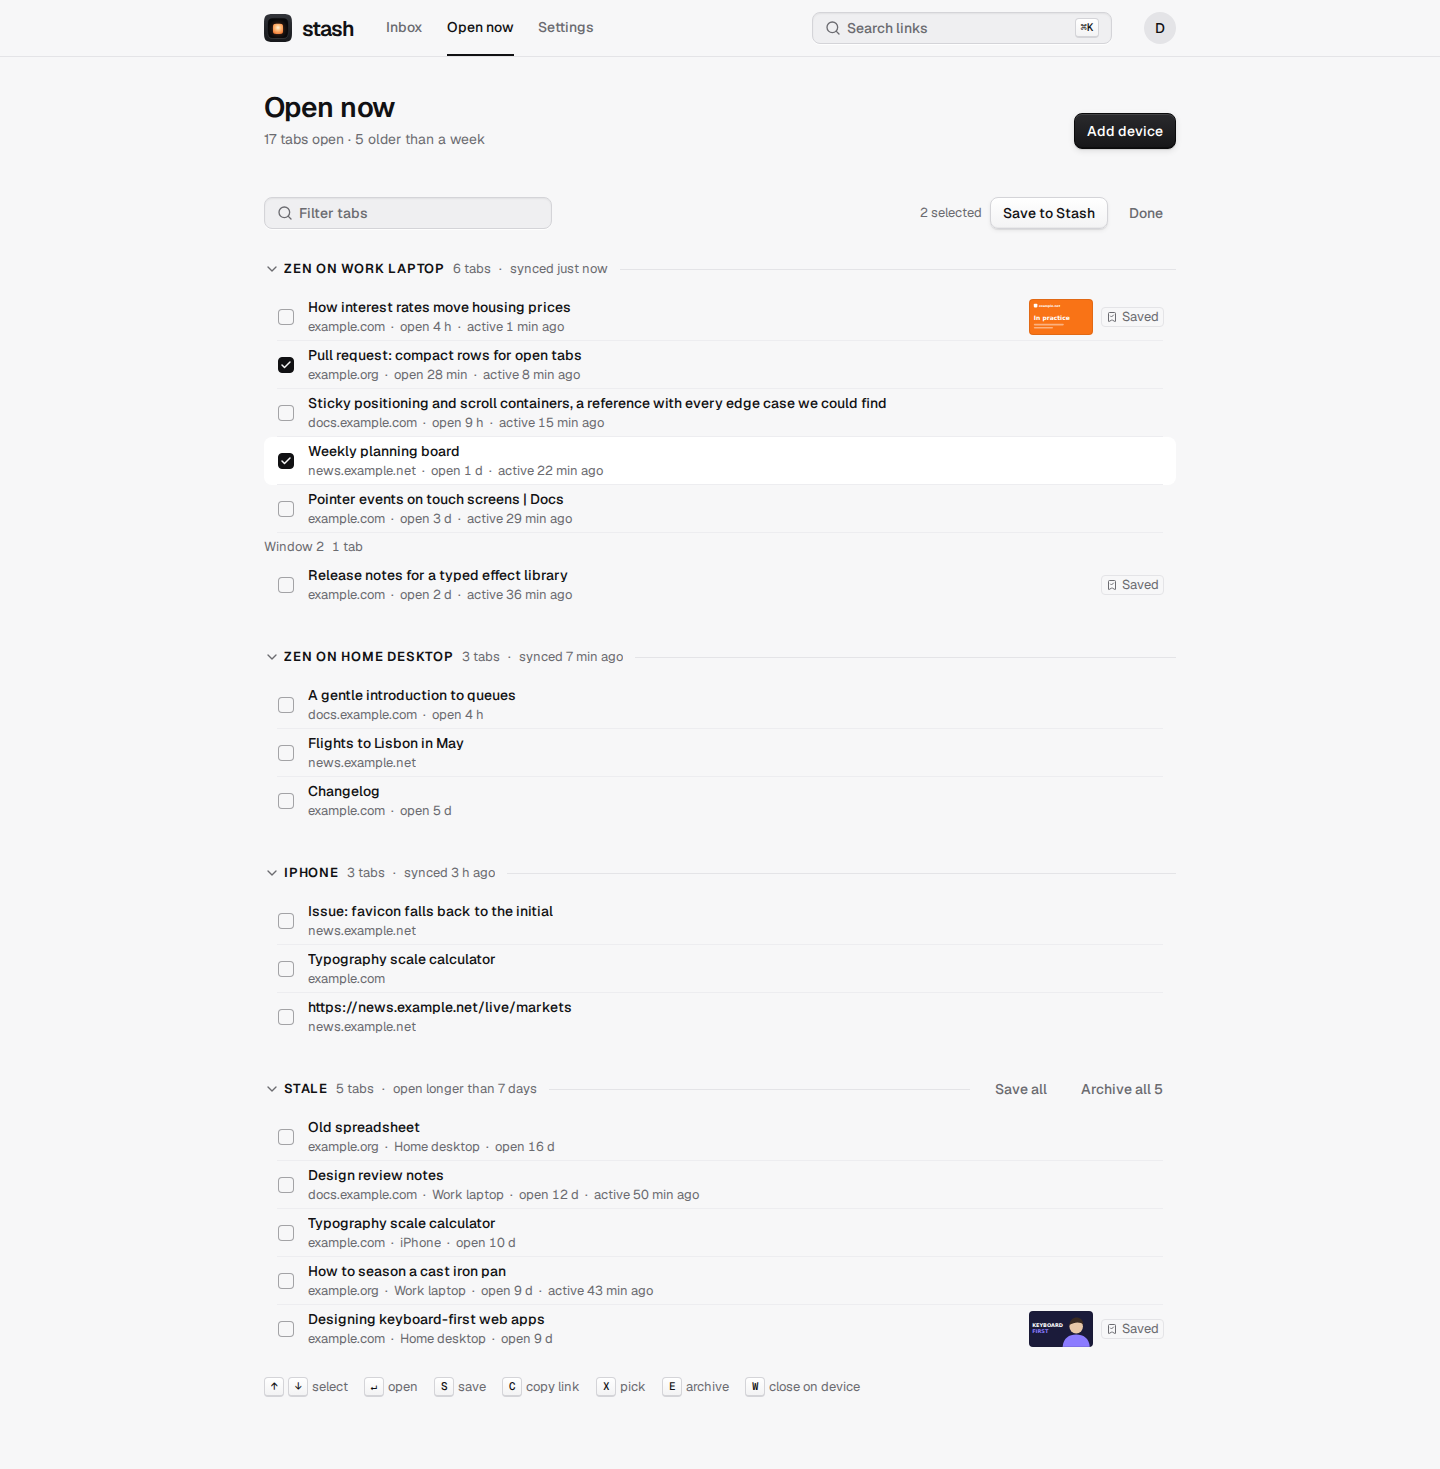 stash Inbox Open now Settings Search links ⌘K D
Open now
17 tabs open · 5 older than a week
Add device
Filter tabs 2 selected Save to Stash Done
ZEN ON WORK LAPTOP 6 tabs · synced just now
How interest rates move housing prices
example.com · open 4 h · active 1 min ago
example.net
In practice
Saved
Pull request: compact rows for open tabs
example.org · open 28 min · active 8 min ago
Sticky positioning and scroll containers, a reference with every edge case we could find
docs.example.com · open 9 h · active 15 min ago
Weekly planning board
news.example.net · open 1 d · active 22 min ago
Pointer events on touch screens | Docs
example.com · open 3 d · active 29 min ago
Window 2 1 tab
Release notes for a typed effect library
example.com · open 2 d · active 36 min ago
Saved
ZEN ON HOME DESKTOP 3 tabs · synced 7 min ago
A gentle introduction to queues
docs.example.com · open 4 h
Flights to Lisbon in May
news.example.net
Changelog
example.com · open 5 d
IPHONE 3 tabs · synced 3 h ago
Issue: favicon falls back to the initial
news.example.net
Typography scale calculator
example.com
https://news.example.net/live/markets
news.example.net
STALE 5 tabs · open longer than 7 days Save all Archive all 5
Old spreadsheet
example.org · Home desktop · open 16 d
Design review notes
docs.example.com · Work laptop · open 12 d · active 50 min ago
Typography scale calculator
example.com · iPhone · open 10 d
How to season a cast iron pan
example.org · Work laptop · open 9 d · active 43 min ago
Designing keyboard-first web apps
example.com · Home desktop · open 9 d
KEYBOARD
FIRST
Saved
↑ ↓ select ↵ open S save C copy link X pick E archive W close on device